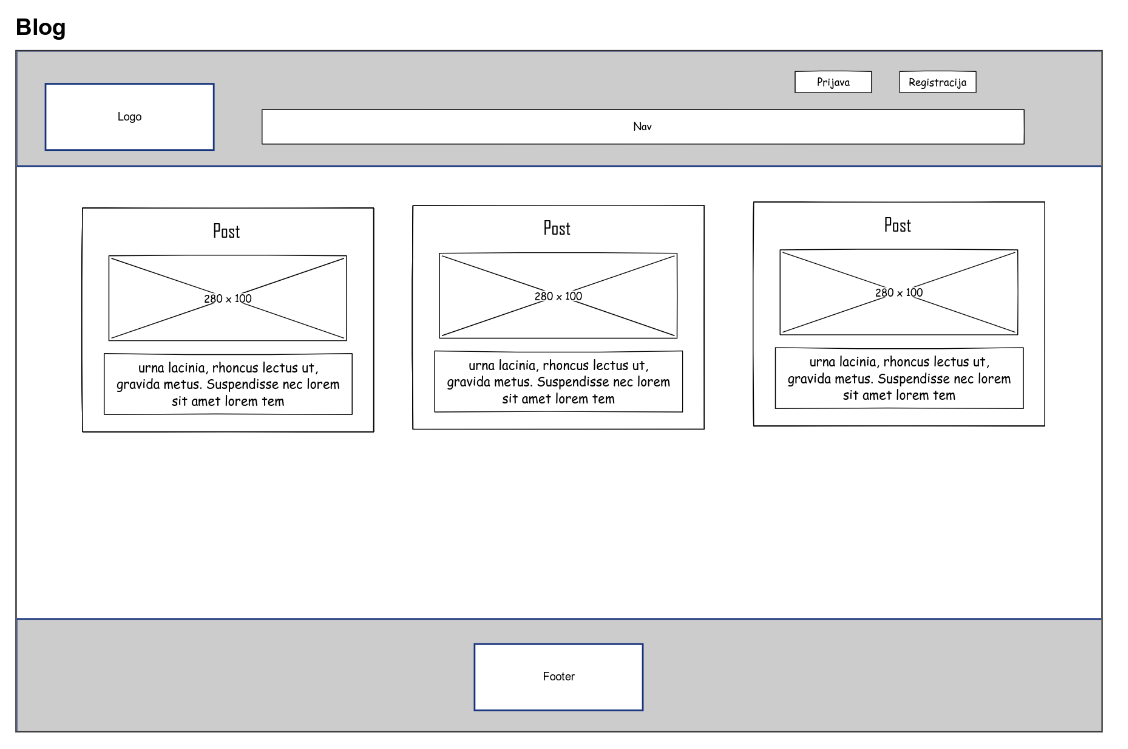 Blog
Prijava
Registracija
Logo
Nav
Post
280 x 100
urna lacinia, rhoncus lectus ut,
gravida metus. Suspendisse nec lorem
sit amet lorem tem
Post
280 x 100
urna lacinia, rhoncus lectus ut,
gravida metus. Suspendisse nec lorem
sit amet lorem tem
Post
280 x 100
urna lacinia, rhoncus lectus ut,
gravida metus. Suspendisse nec lorem
sit amet lorem tem
Footer